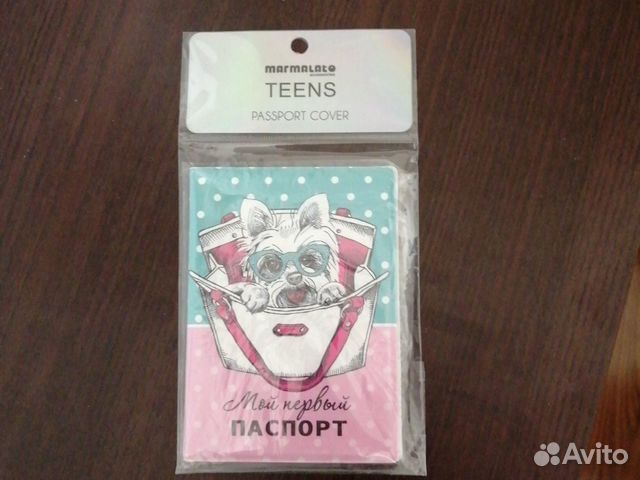 marmalato
TEENS
PASSPORT COVER
Мой первый
ПАСПОРТ
Avito